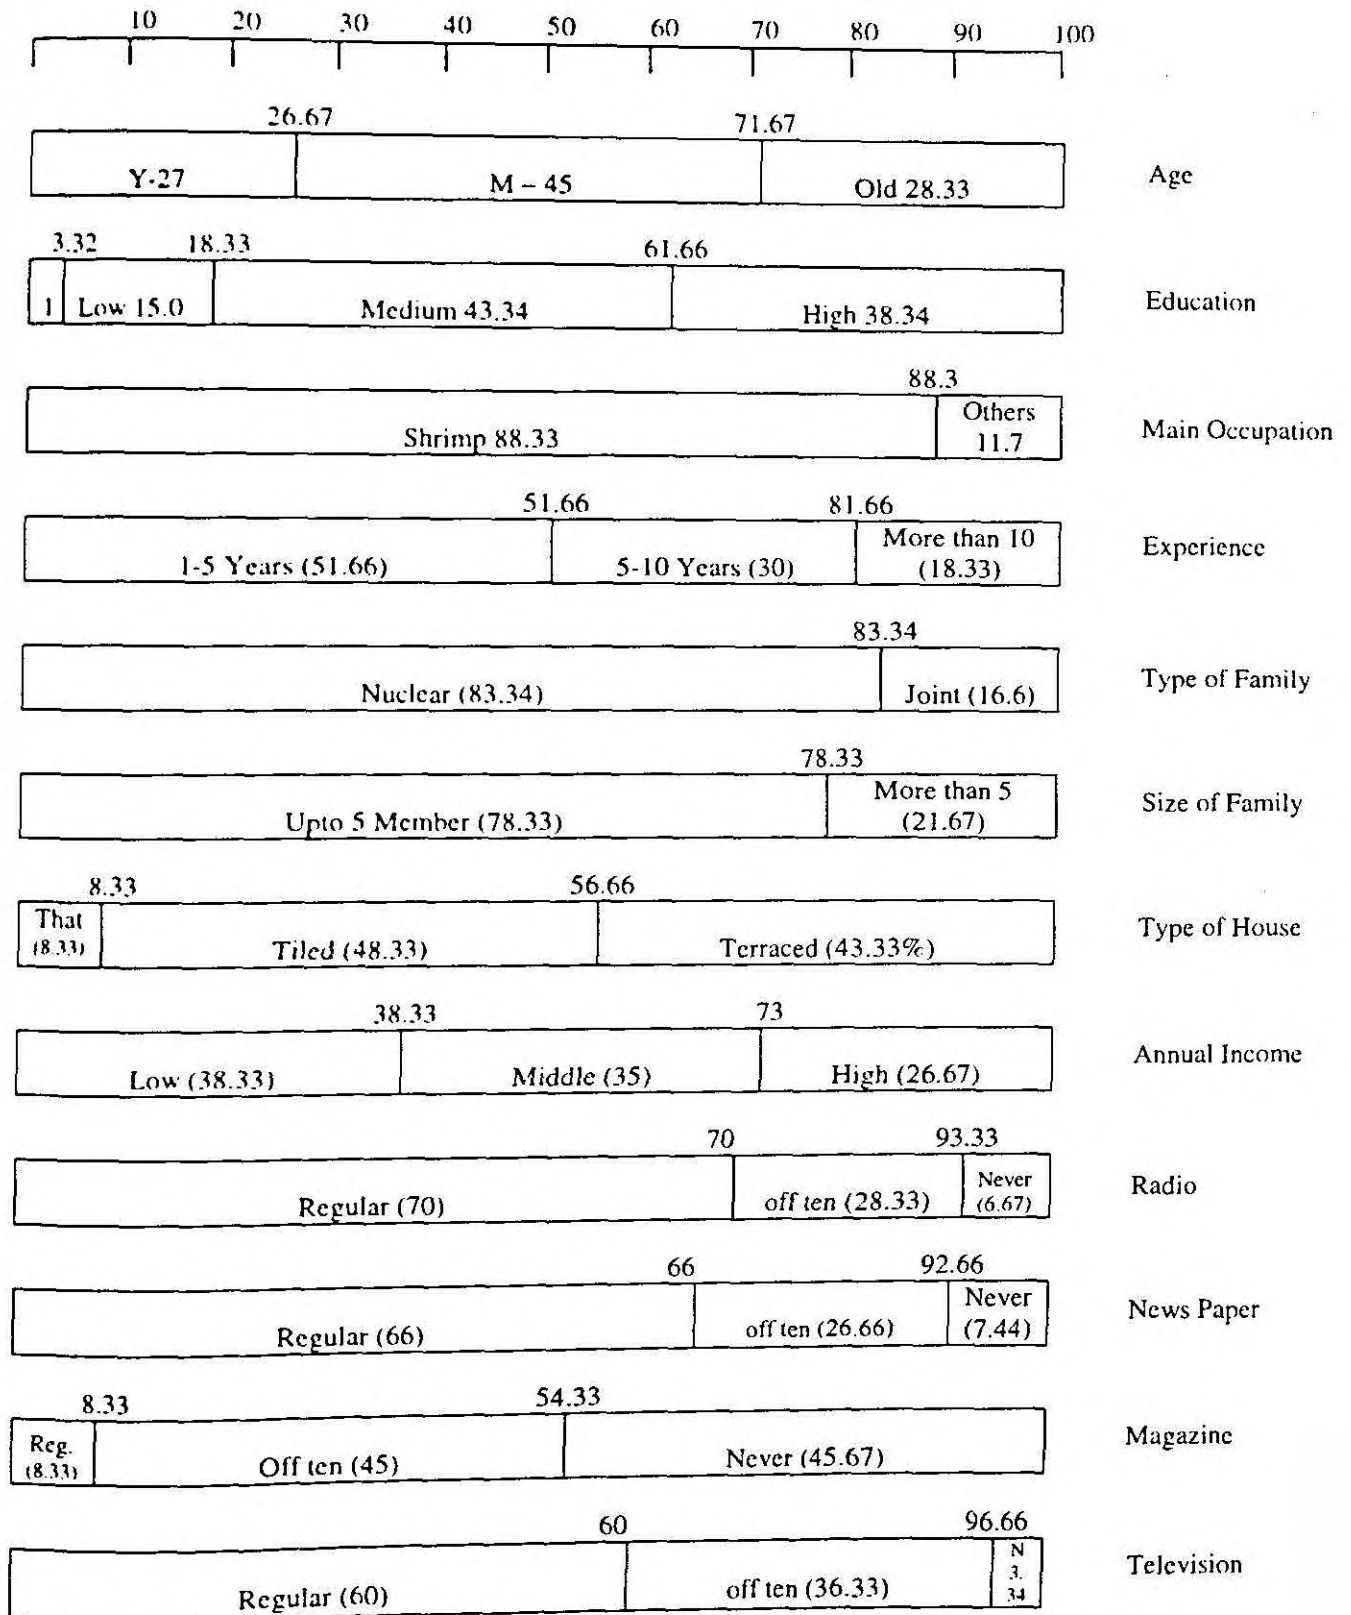 10 20 30 40 50 60 70 80 90 100
26.67 71.67
Y-27 M – 45 Old 28.33 Age
3.32 18.33 61.66
1 Low 15.0 Medium 43.34 High 38.34 Education
88.3
Shrimp 88.33 Others 11.7 Main Occupation
51.66 81.66
1-5 Years (51.66) 5-10 Years (30) More than 10 (18.33) Experience
83.34
Nuclear (83.34) Joint (16.6) Type of Family
78.33
Upto 5 Member (78.33) More than 5 (21.67) Size of Family
8.33 56.66
That (8.33) Tiled (48.33) Terraced (43.33%) Type of House
38.33 73
Low (38.33) Middle (35) High (26.67) Annual Income
70 93.33
Regular (70) off ten (28.33) Never (6.67) Radio
66 92.66
Regular (66) off ten (26.66) Never (7.44) News Paper
8.33 54.33
Reg. (8.33) Off ten (45) Never (45.67) Magazine
60 96.66
Regular (60) off ten (36.33) N 3. 34 Television